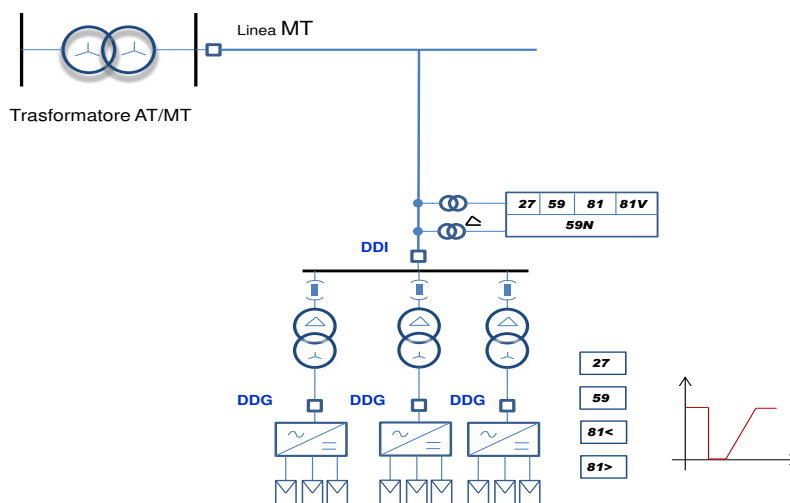 Linea MT
Trasformatore AT/MT
27 59 81 81V
59N
DDI
DDG DDG DDG
27
59
81<
81>